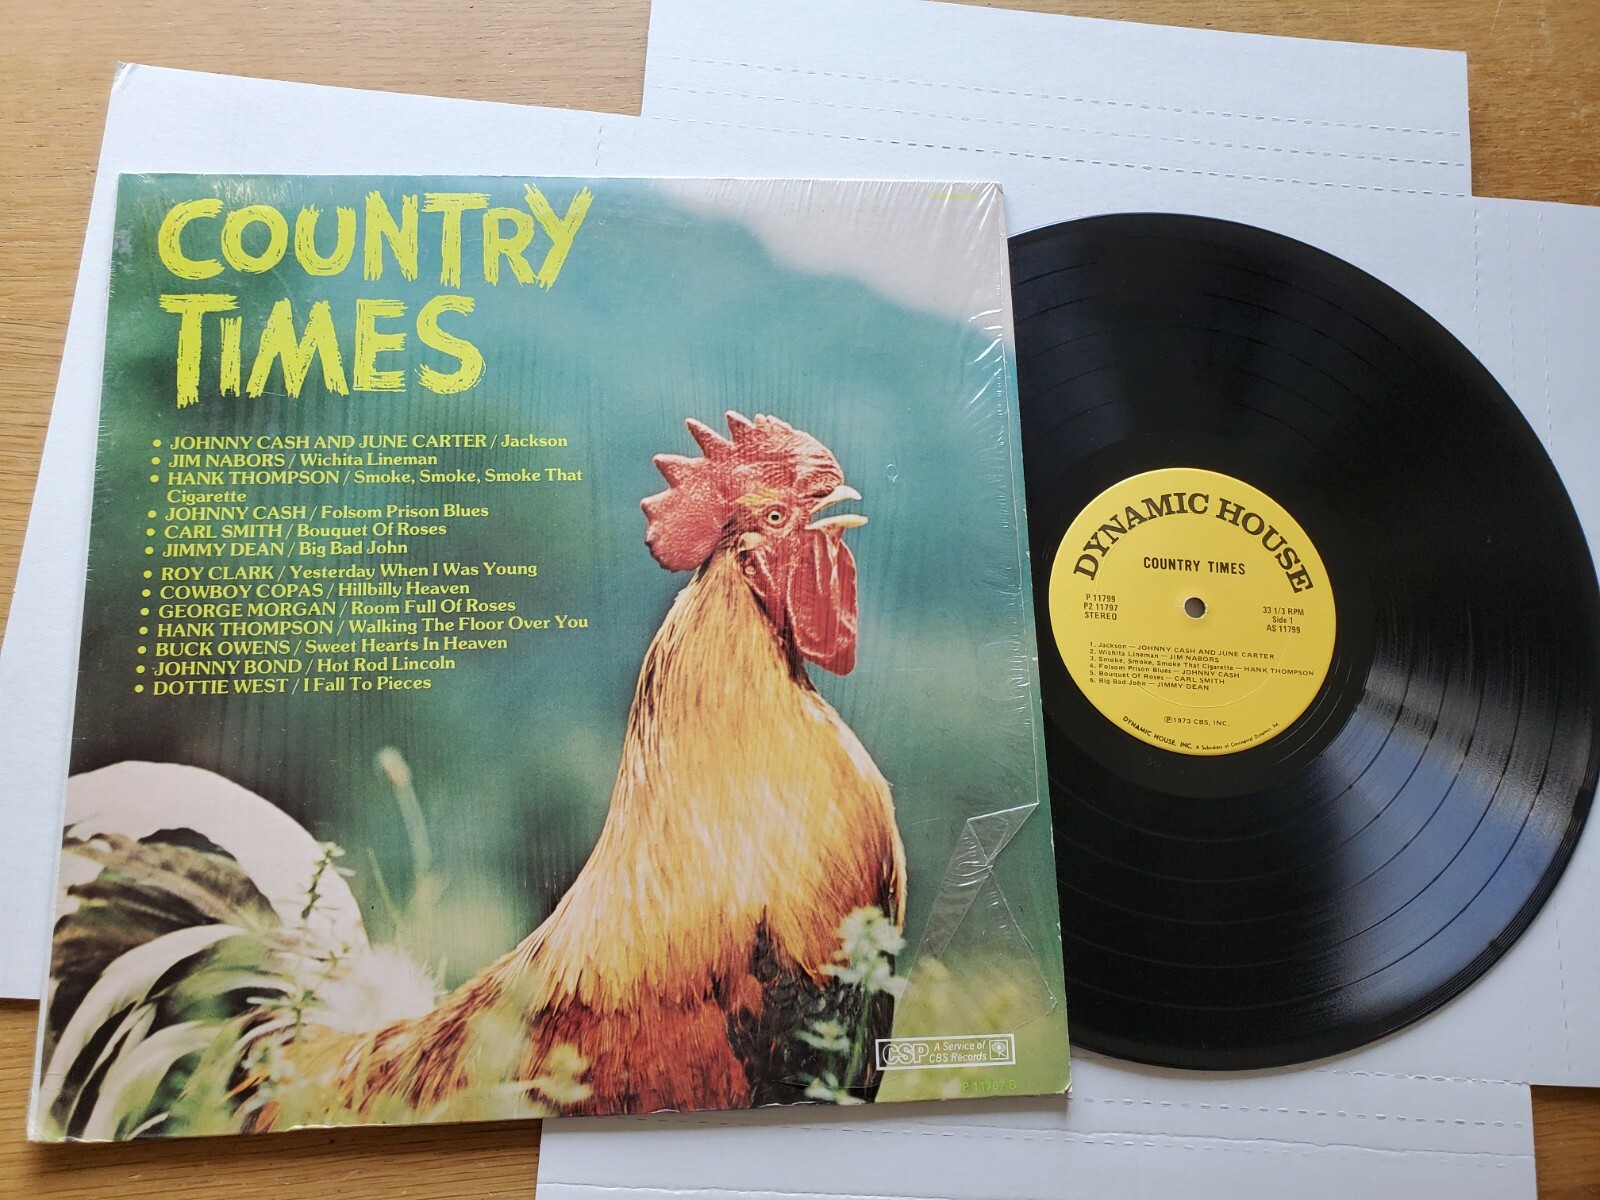 COUNTRY
TIMES
• JOHNNY CASH AND JUNE CARTER / Jackson
• JIM NABORS / Wichita Lineman
• HANK THOMPSON / Smoke, Smoke, Smoke That
Cigarette
• JOHNNY CASH / Folsom Prison Blues
• CARL SMITH / Bouquet Of Roses
• JIMMY DEAN / Big Bad John
• ROY CLARK / Yesterday When I Was Young
• COWBOY COPAS / Hillbilly Heaven
• GEORGE MORGAN / Room Full Of Roses
• HANK THOMPSON / Walking The Floor Over You
• BUCK OWENS / Sweet Hearts In Heaven
• JOHNNY BOND / Hot Rod Lincoln
• DOTTIE WEST / I Fall To Pieces
CSP A Service of
CBS Records
DYNAMIC HOUSE
COUNTRY TIMES
P 11799
P2 11797
STEREO
33 1/3 RPM
Side 1
AS 11799
1. Jackson — JOHNNY CASH AND JUNE CARTER
2. Wichita Lineman — JIM NABORS
3. Smoke, Smoke, Smoke That Cigarette — HANK THOMPSON
4. Folsom Prison Blues — JOHNNY CASH
5. Bouquet Of Roses — CARL SMITH
6. Big Bad John — JIMMY DEAN
Ⓟ1973 CBS, INC.
DYNAMIC HOUSE, INC. A Subsidiary of Continental Dynamics, Inc.